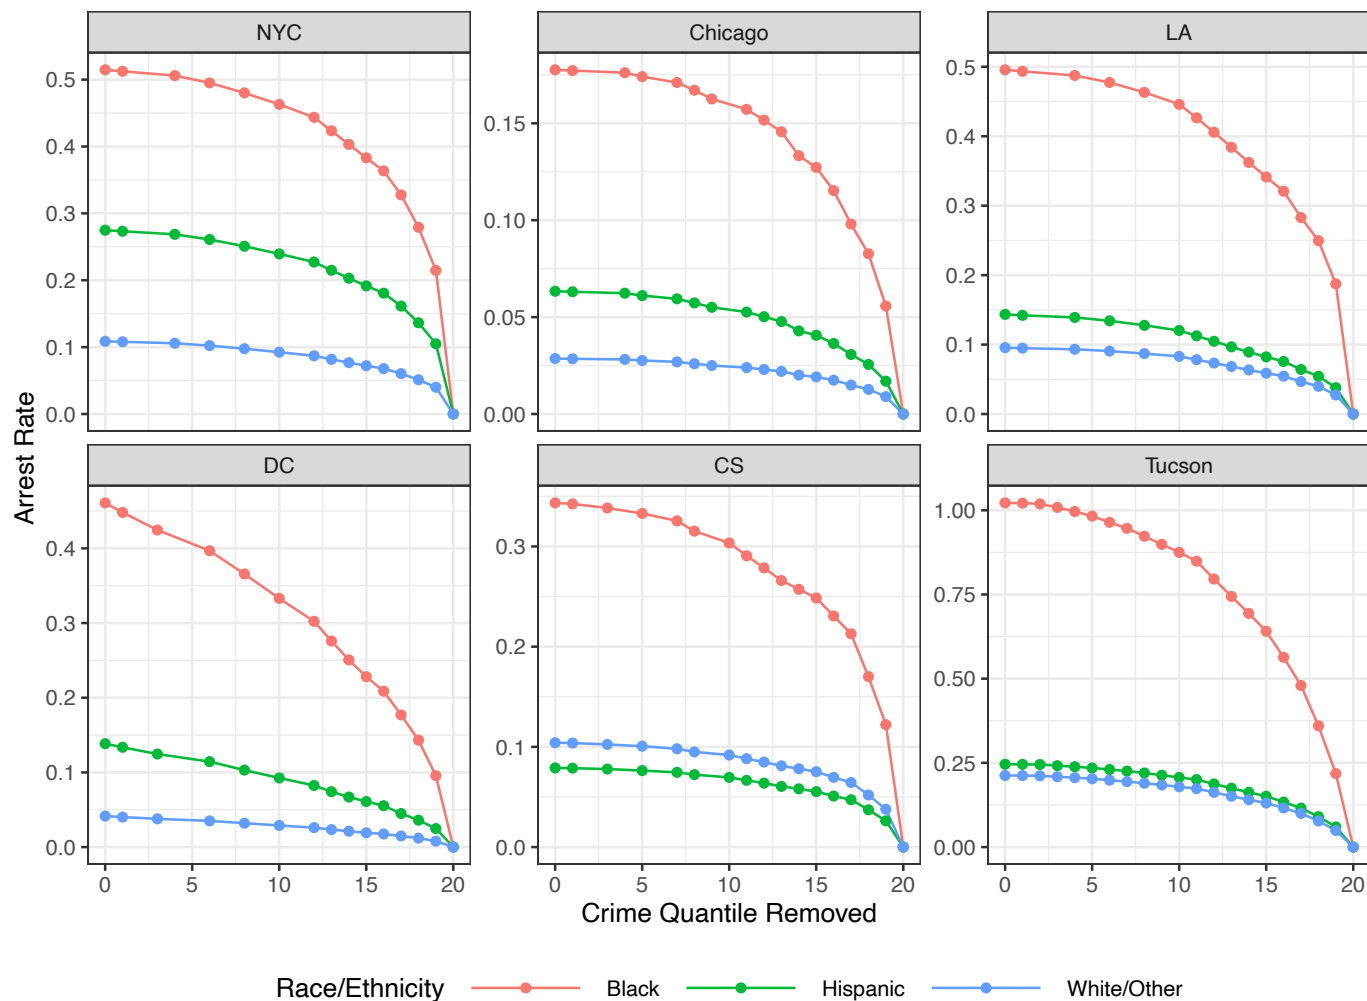 NYC Chicago LA
0.5 0.15 0.5
0.4 0.4
0.3 0.10 0.3
0.2 0.05 0.2
0.1 0.1
0.0 0.00 0.0
DC CS Tucson
0.4 0.3 1.00
0.3 0.75
0.2 0.2 0.50
0.1 0.1 0.25
0.0 0.0 0.00
0 5 10 15 20 0 5 10 15 20 0 5 10 15 20
Arrest Rate
Crime Quantile Removed
Race/Ethnicity Black Hispanic White/Other